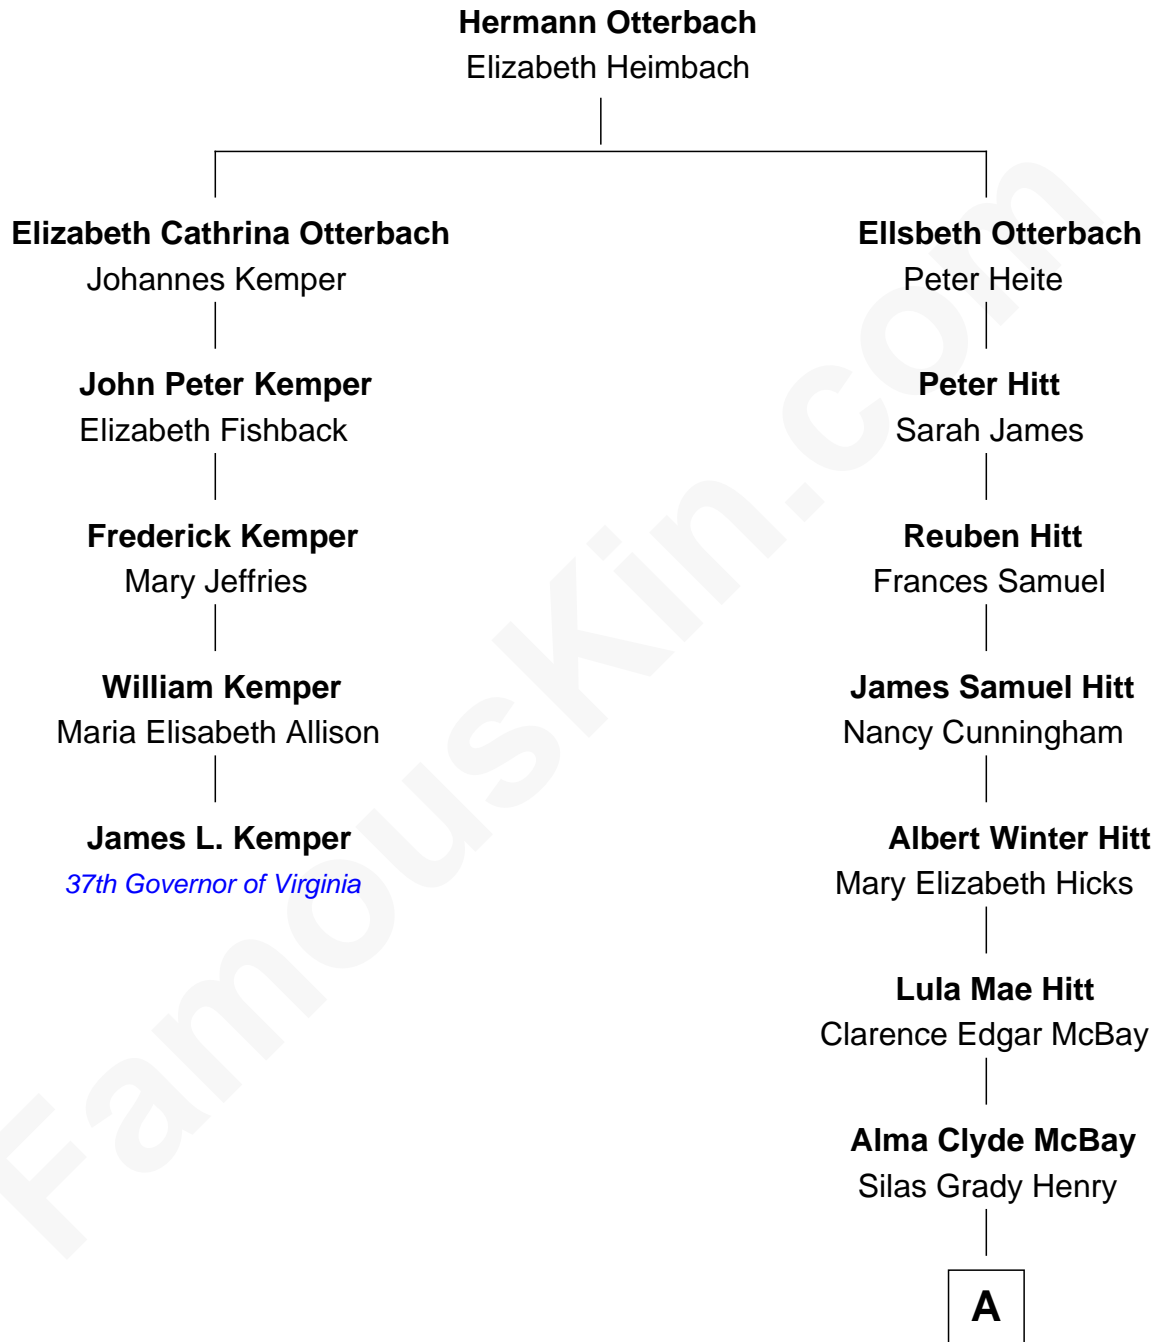 Hermann Otterbach
Elizabeth Heimbach
Elizabeth Cathrina Otterbach
Johannes Kemper
John Peter Kemper
Elizabeth Fishback
Frederick Kemper
Mary Jeffries
William Kemper
Maria Elisabeth Allison
James L. Kemper
37th Governor of Virginia
Ellsbeth Otterbach
Peter Heite
Peter Hitt
Sarah James
Reuben Hitt
Frances Samuel
James Samuel Hitt
Nancy Cunningham
Albert Winter Hitt
Mary Elizabeth Hicks
Lula Mae Hitt
Clarence Edgar McBay
Alma Clyde McBay
Silas Grady Henry
A
FamousKin.com